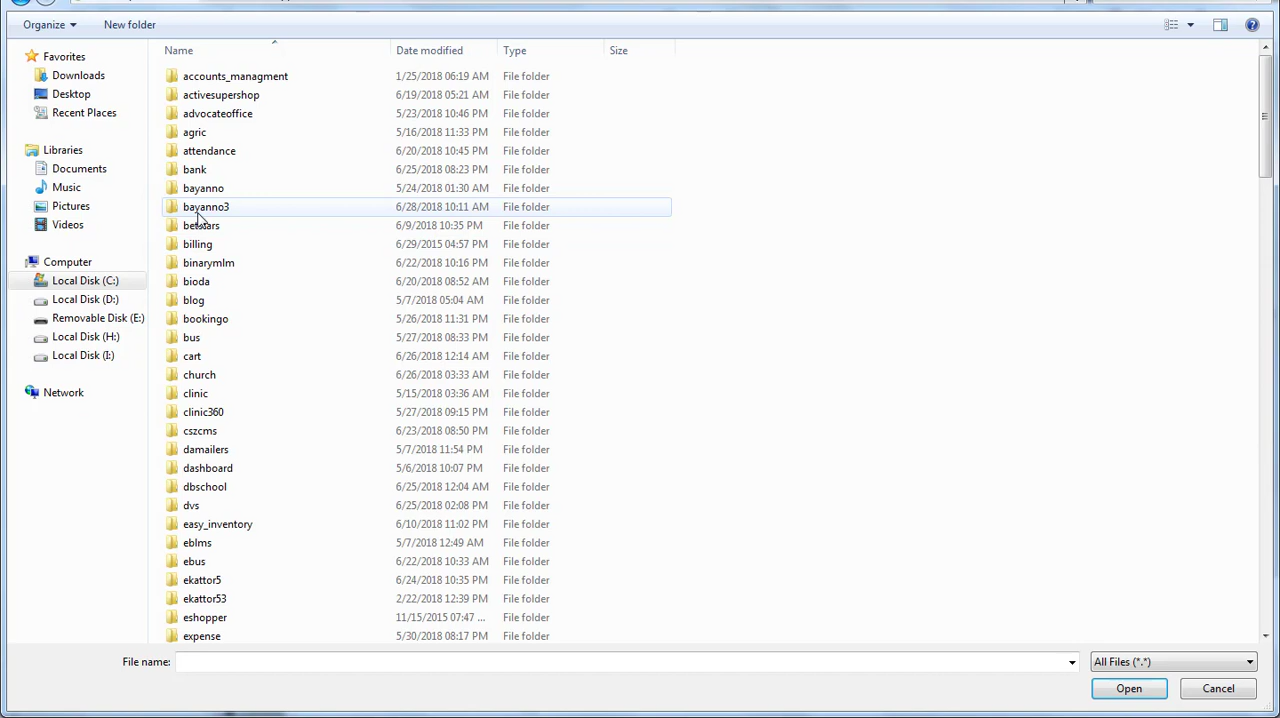 Organize New folder
Name Date modified Type Size
Favorites
Downloads
Desktop
Recent Places
Libraries
Documents
Music
Pictures
Videos
Computer
Local Disk (C:)
Local Disk (D:)
Removable Disk (E:)
Local Disk (H:)
Local Disk (I:)
Network
accounts_managment 1/25/2018 06:19 AM File folder
activesupershop 6/19/2018 05:21 AM File folder
advocateoffice 5/23/2018 10:46 PM File folder
agric 5/16/2018 11:33 PM File folder
attendance 6/20/2018 10:45 PM File folder
bank 6/25/2018 08:23 PM File folder
bayanno 5/24/2018 01:30 AM File folder
bayanno3 6/28/2018 10:11 AM File folder
6/9/2018 10:35 PM File folder
billing 6/29/2015 04:57 PM File folder
binarymlm 6/22/2018 10:16 PM File folder
bioda 6/20/2018 08:52 AM File folder
blog 5/7/2018 05:04 AM File folder
bookingo 5/26/2018 11:31 PM File folder
bus 5/27/2018 08:33 PM File folder
cart 6/26/2018 12:14 AM File folder
church 6/26/2018 03:33 AM File folder
clinic 5/15/2018 03:36 AM File folder
clinic360 5/27/2018 09:15 PM File folder
cszcms 6/23/2018 08:50 PM File folder
damailers 5/7/2018 11:54 PM File folder
dashboard 5/6/2018 10:07 PM File folder
dbschool 6/25/2018 12:04 AM File folder
dvs 6/25/2018 02:08 PM File folder
easy_inventory 6/10/2018 11:02 PM File folder
eblms 5/7/2018 12:49 AM File folder
ebus 6/22/2018 10:33 AM File folder
ekattor5 6/24/2018 10:35 PM File folder
ekattor53 2/22/2018 12:39 PM File folder
eshopper 11/15/2015 07:47 ... File folder
expense 5/30/2018 08:17 PM File folder
File name: All Files (*.*)
Open Cancel